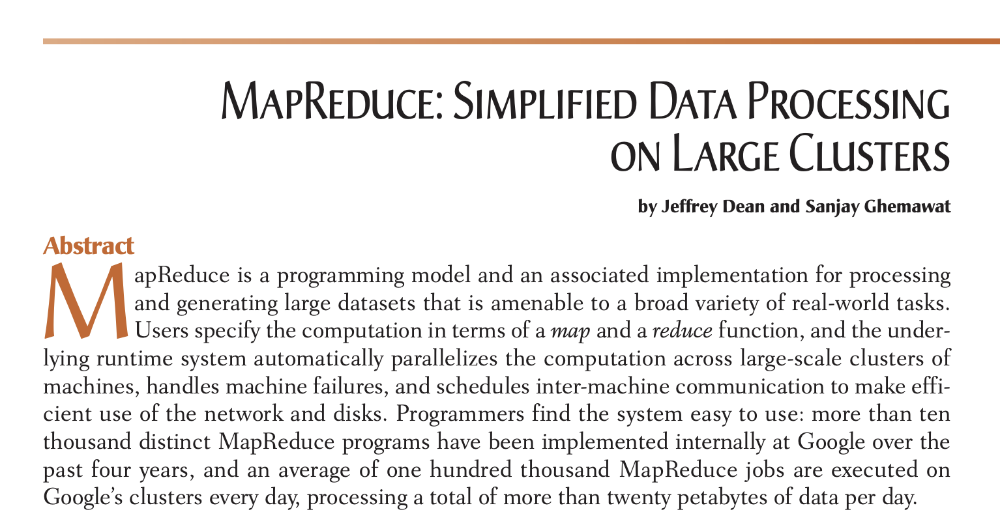 MapReduce: Simplified Data Processing
on Large Clusters
by Jeffrey Dean and Sanjay Ghemawat
Abstract
MapReduce is a programming model and an associated implementation for processing
and generating large datasets that is amenable to a broad variety of real-world tasks.
Users specify the computation in terms of a map and a reduce function, and the under-
lying runtime system automatically parallelizes the computation across large-scale clusters of
machines, handles machine failures, and schedules inter-machine communication to make effi-
cient use of the network and disks. Programmers find the system easy to use: more than ten
thousand distinct MapReduce programs have been implemented internally at Google over the
past four years, and an average of one hundred thousand MapReduce jobs are executed on
Google’s clusters every day, processing a total of more than twenty petabytes of data per day.